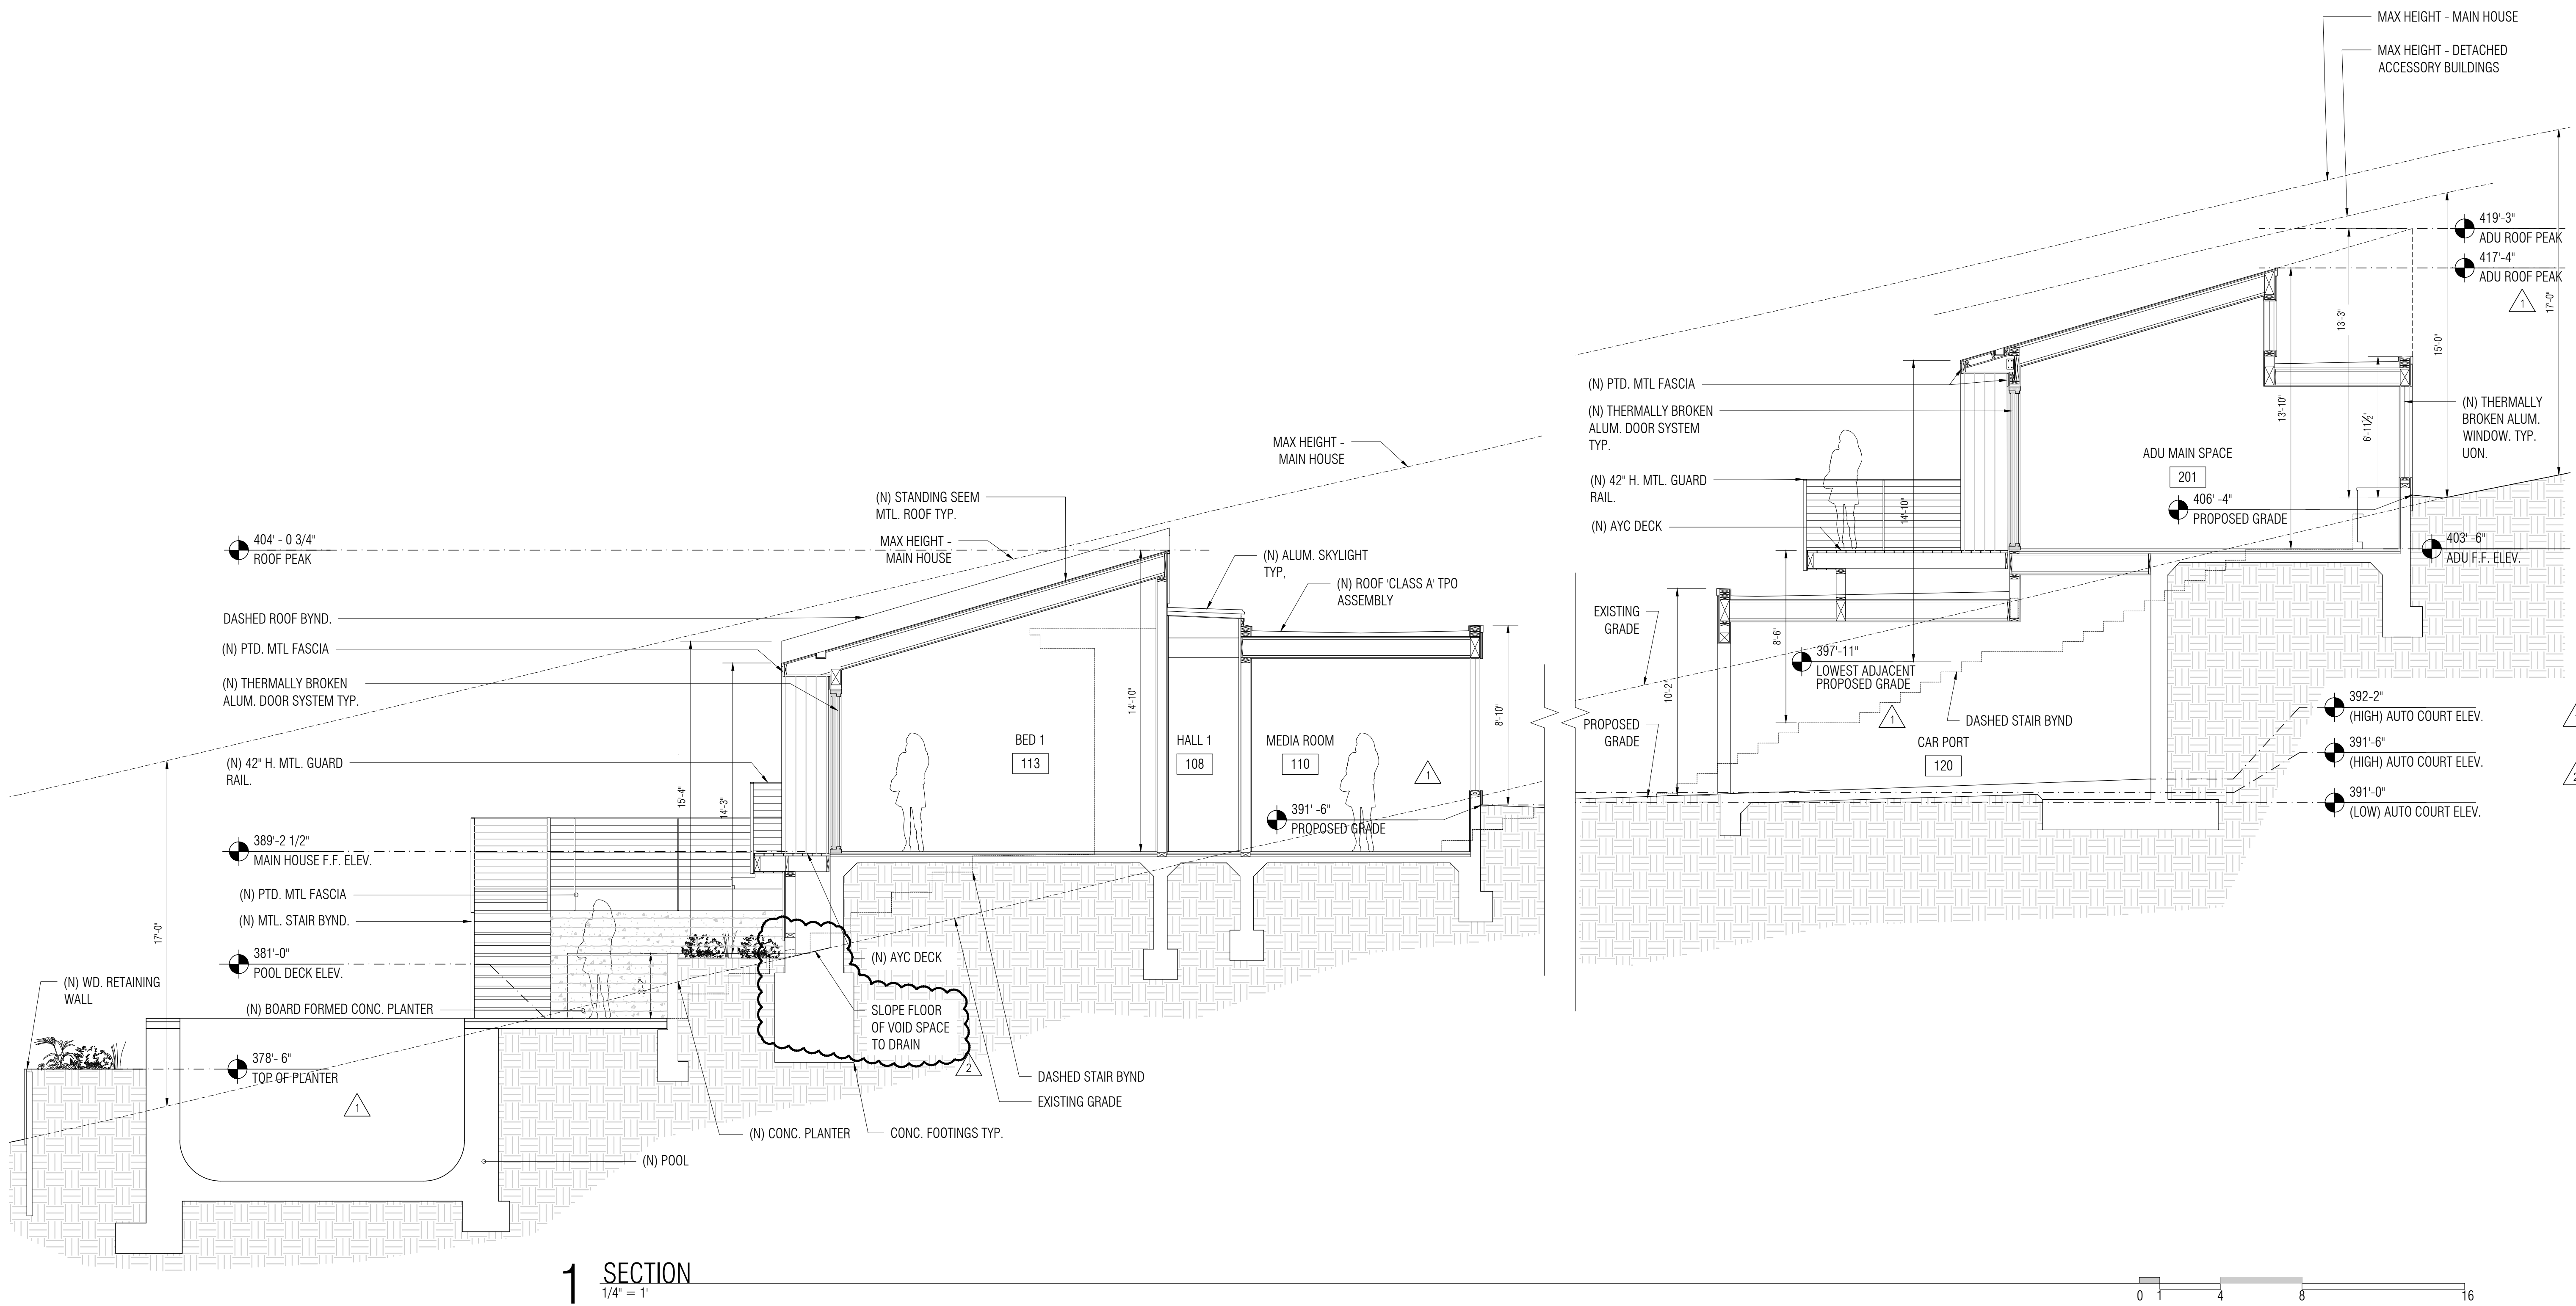 MAX HEIGHT - MAIN HOUSE
MAX HEIGHT - DETACHED
ACCESSORY BUILDINGS
419'-3"
ADU ROOF PEAK
417'-4"
ADU ROOF PEAK
1
17'-0"
13'-3"
15'-0"
(N) PTD. MTL FASCIA
(N) THERMALLY BROKEN
ALUM. DOOR SYSTEM
TYP.
13'-10"
6'-11½"
(N) THERMALLY
BROKEN ALUM.
WINDOW. TYP.
UON.
ADU MAIN SPACE
201
(N) 42" H. MTL. GUARD
RAIL.
14'-10"
406' -4"
PROPOSED GRADE
(N) AYC DECK
403' -6"
ADU F.F. ELEV.
EXISTING
GRADE
8'-6"
397'-11"
LOWEST ADJACENT
PROPOSED GRADE
10'-2"
392-2"
(HIGH) AUTO COURT ELEV.
PROPOSED
GRADE
1
DASHED STAIR BYND
CAR PORT
120
391'-6"
(HIGH) AUTO COURT ELEV.
391'-0"
(LOW) AUTO COURT ELEV.
MAX HEIGHT -
MAIN HOUSE
(N) STANDING SEEM
MTL. ROOF TYP.
MAX HEIGHT -
MAIN HOUSE
404' - 0 3/4"
ROOF PEAK
(N) ALUM. SKYLIGHT
TYP,
(N) ROOF 'CLASS A' TPO
ASSEMBLY
DASHED ROOF BYND.
(N) PTD. MTL FASCIA
(N) THERMALLY BROKEN
ALUM. DOOR SYSTEM TYP.
14'-10"
8'-10"
BED 1
113
HALL 1
108
MEDIA ROOM
110
1
(N) 42" H. MTL. GUARD
RAIL.
15'-4"
14'-3"
391' -6"
PROPOSED GRADE
389'-2 1/2"
MAIN HOUSE F.F. ELEV.
(N) PTD. MTL FASCIA
(N) MTL. STAIR BYND.
17'-0"
381'-0"
POOL DECK ELEV.
(N) AYC DECK
(N) WD. RETAINING
WALL
(N) BOARD FORMED CONC. PLANTER
SLOPE FLOOR
OF VOID SPACE
TO DRAIN
2
378'- 6"
TOP OF PLANTER
1
DASHED STAIR BYND
EXISTING GRADE
(N) CONC. PLANTER
CONC. FOOTINGS TYP.
(N) POOL
1
SECTION
1/4" = 1'
0 1 4 8 16